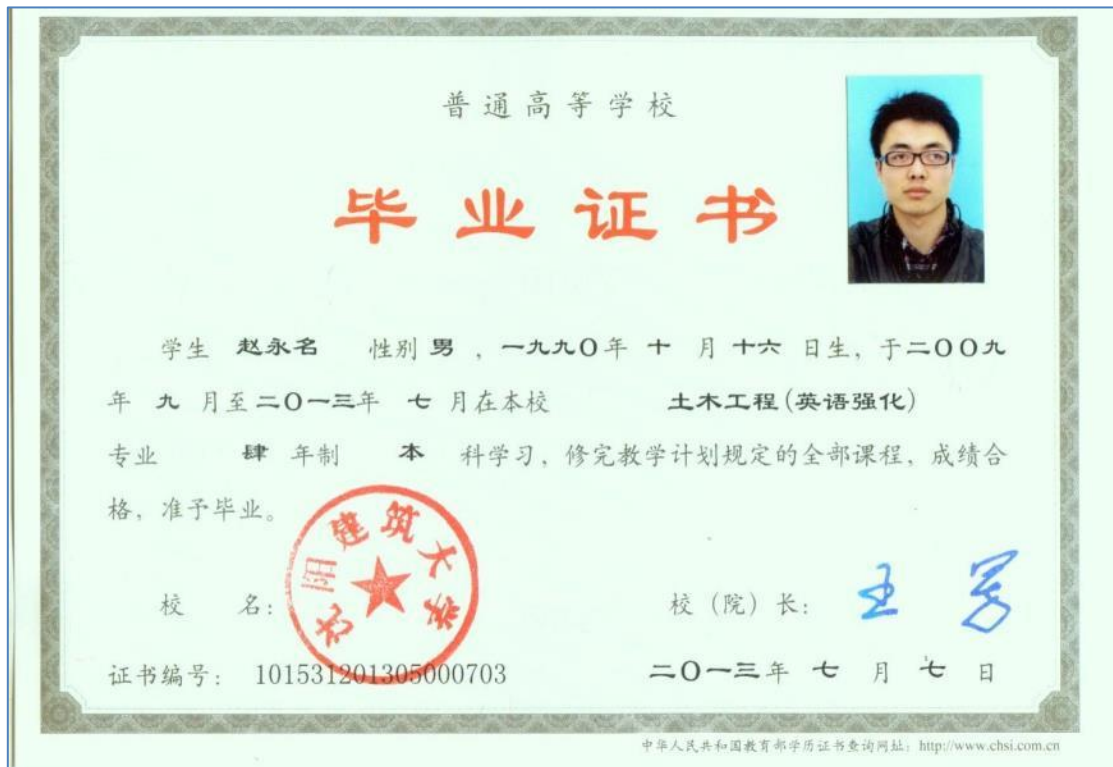 普通高等学校
毕业证书
学生 赵永名 性别 男 ，一九九〇年 十 月 十六 日生，于二〇〇九
年 九 月至二〇一三年 七 月在本校 土木工程(英语强化)
专业 肆 年制 本 科学习，修完教学计划规定的全部课程，成绩合
格，准予毕业。
沈阳建筑大学
校 名： 校（院）长：
证书编号： 101531201305000703 二〇一三年 七 月 七 日
中华人民共和国教育部学历证书查询网址：http://www.chsi.com.cn